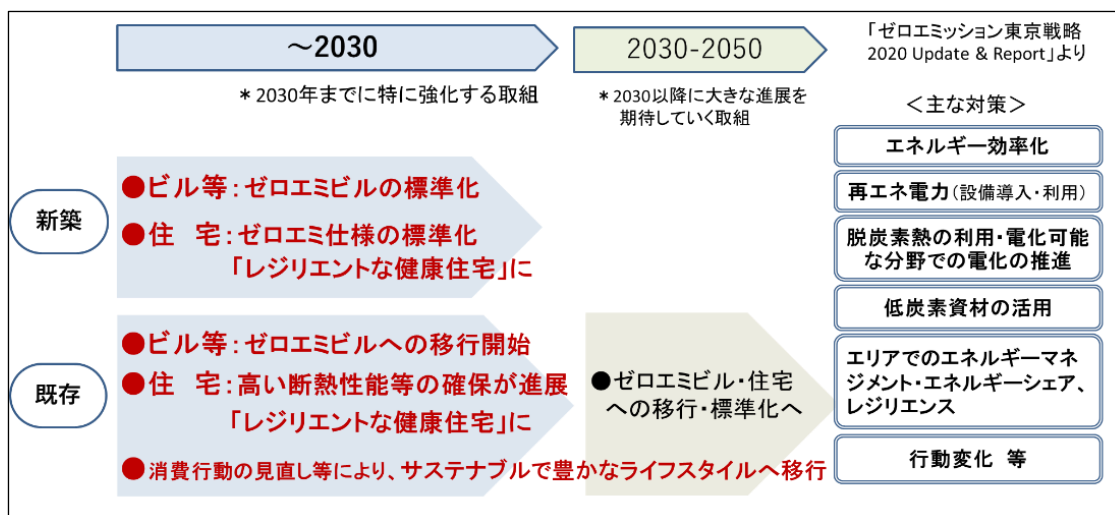 ～2030
2030-2050
「ゼロエミッション東京戦略
2020 Update & Report」より
＊2030年までに特に強化する取組
＊2030以降に大きな進展を
期待していく取組
＜主な対策＞
新築
●ビル等：ゼロエミビルの標準化
●住　宅：ゼロエミ仕様の標準化
「レジリエントな健康住宅」に
既存
●ビル等：ゼロエミビルへの移行開始
●住　宅：高い断熱性能等の確保が進展
「レジリエントな健康住宅」に
●消費行動の見直し等により、サステナブルで豊かなライフスタイルへ移行
●ゼロエミビル・住宅
への移行・標準化へ
エネルギー効率化
再エネ電力（設備導入・利用）
脱炭素熱の利用・電化可能
な分野での電化の推進
低炭素資材の活用
エリアでのエネルギーマネ
ジメント・エネルギーシェア、
レジリエンス
行動変化 等